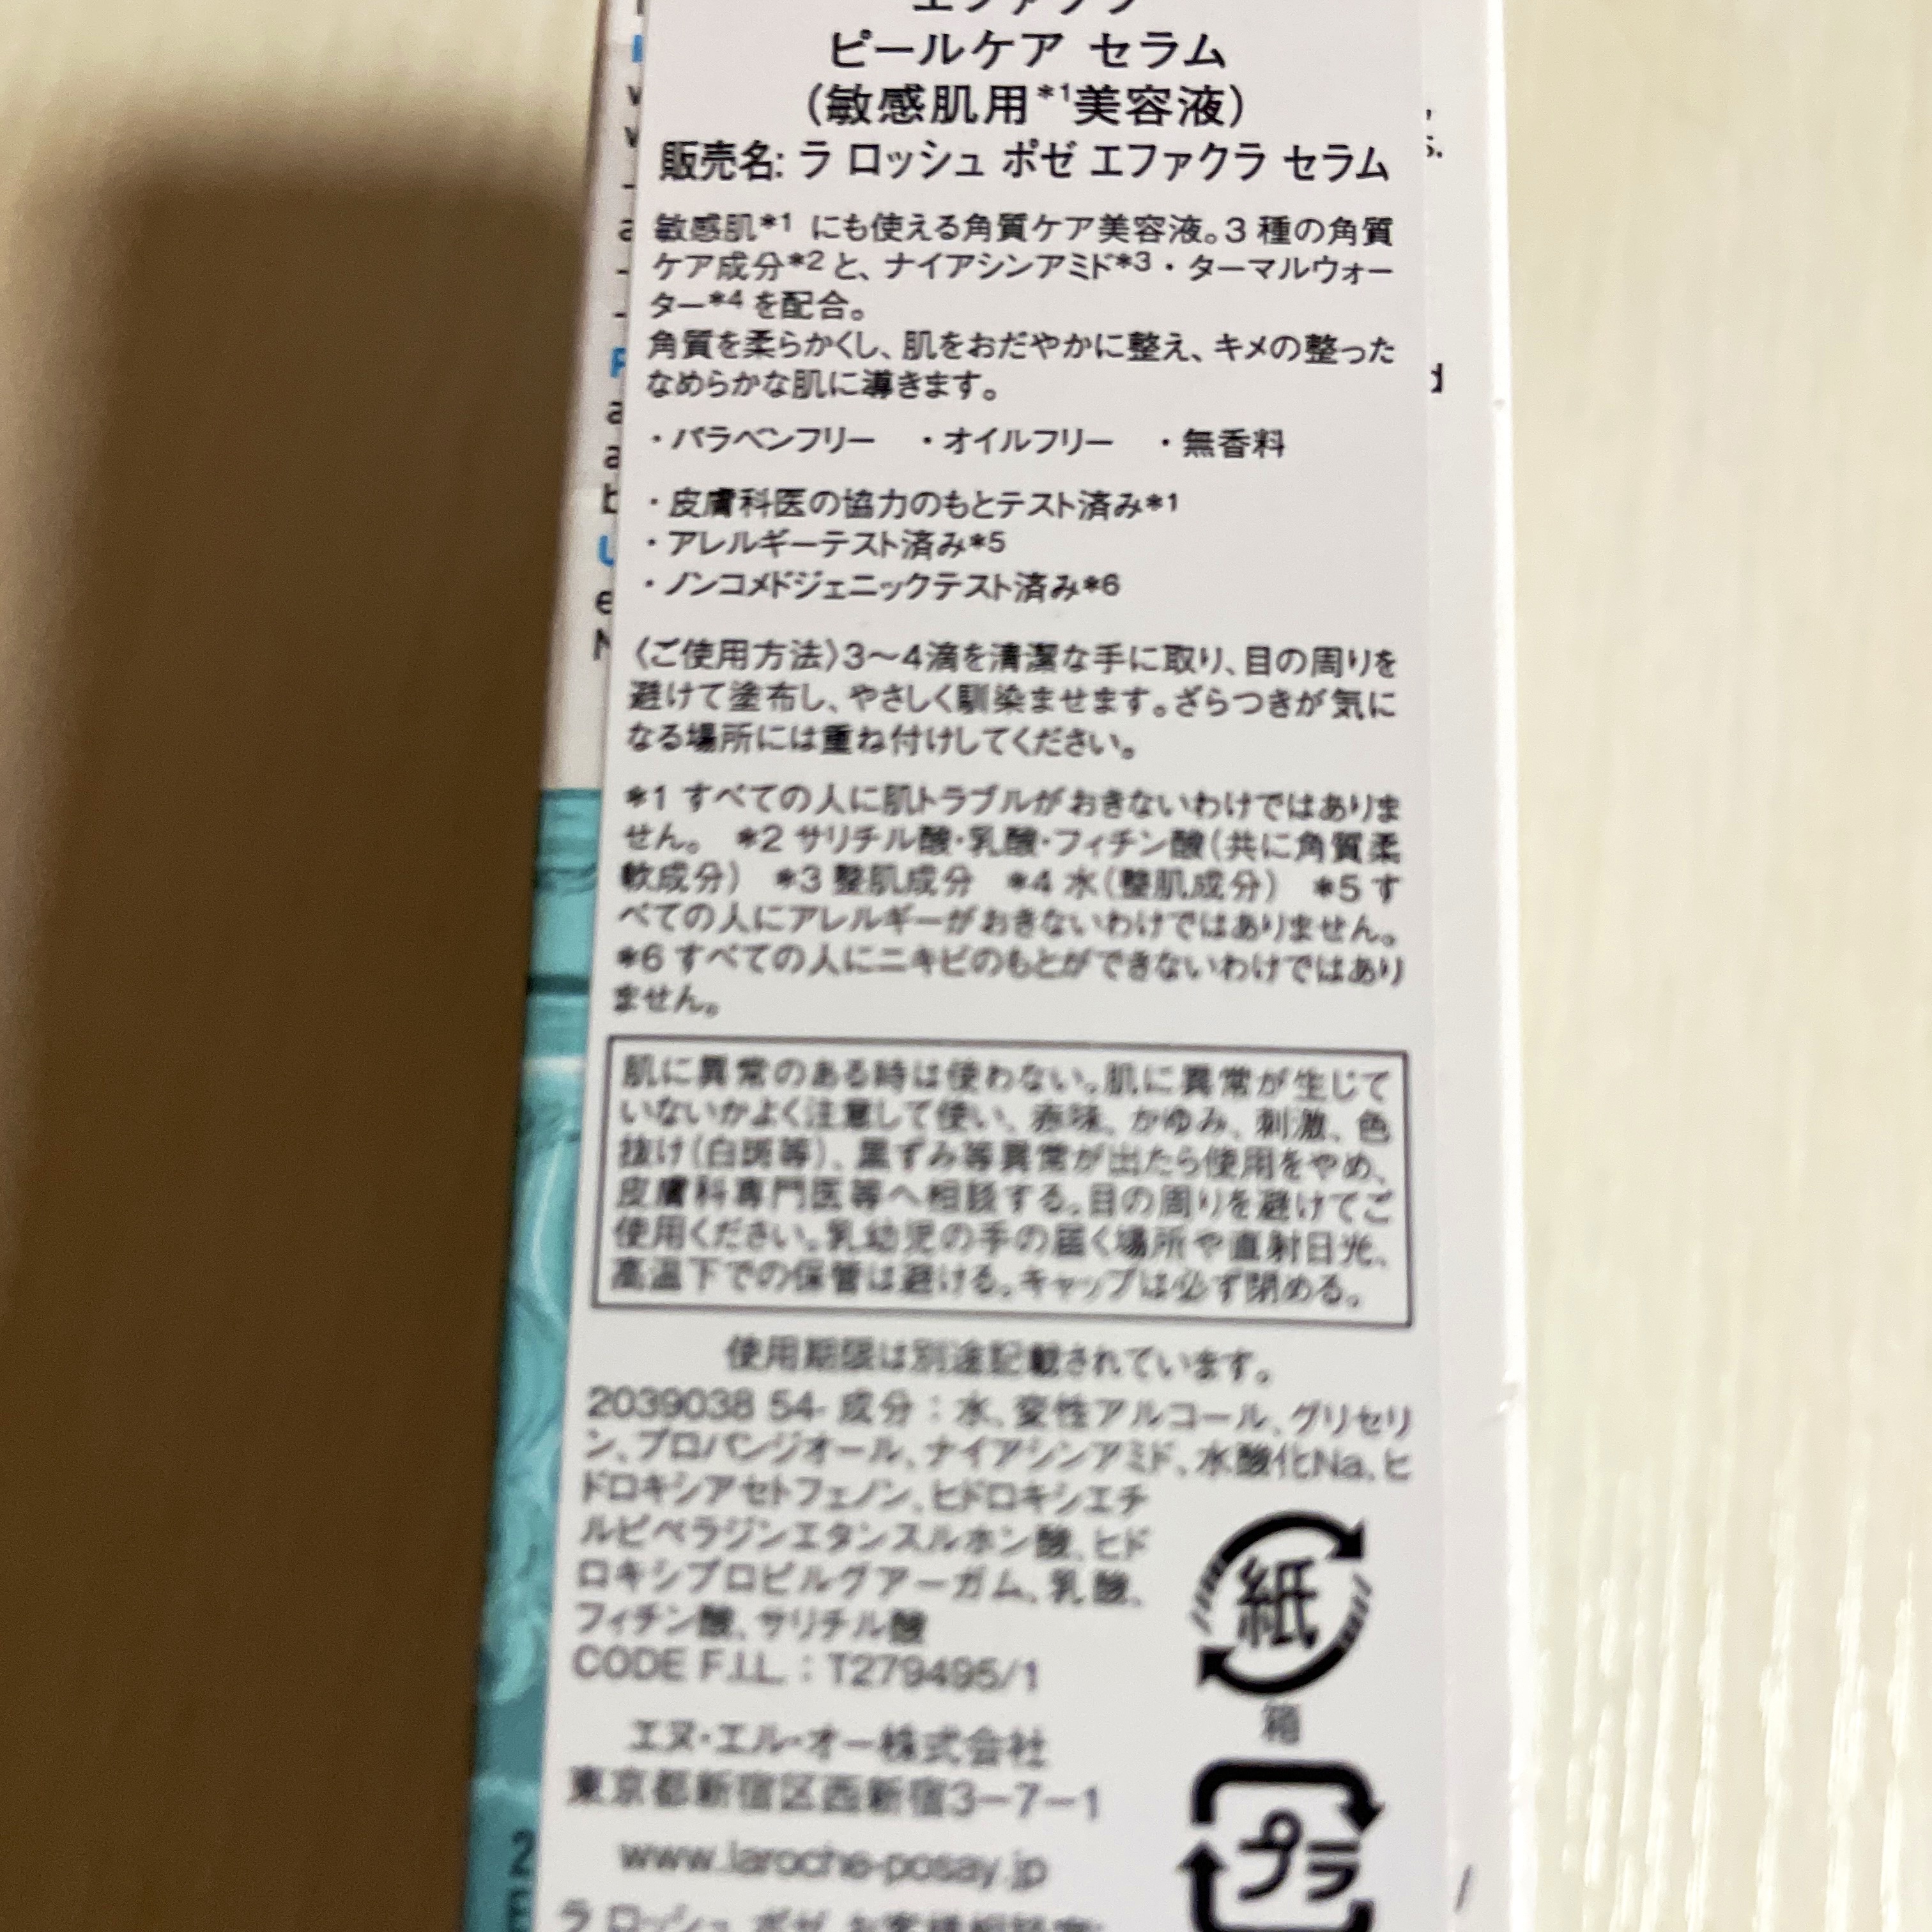 エファクラ
ピールケア セラム
(敏感肌用*1美容液)
販売名: ラ ロッシュ ポゼ エファクラ セラム
敏感肌*1 にも使える角質ケア美容液。3 種の角質
ケア成分*2 と、ナイアシンアミド*3・ターマルウォー
ター*4 を配合。
角質を柔らかくし、肌をおだやかに整え、キメの整った
なめらかな肌に導きます。
・パラベンフリー ・オイルフリー ・無香料
・皮膚科医の協力のもとテスト済み*1
・アレルギーテスト済み*5
・ノンコメドジェニックテスト済み*6
〈ご使用方法〉3〜4滴を清潔な手に取り、目の周りを
避けて塗布し、やさしく馴染ませます。ざらつきが気に
なる場所には重ね付けしてください。
*1 すべての人に肌トラブルがおきないわけではありま
せん。 *2 サリチル酸・乳酸・フィチン酸(共に角質柔
軟成分) *3 整肌成分 *4 水(整肌成分) *5 す
べての人にアレルギーがおきないわけではありません。
*6 すべての人にニキビのもとができないわけではあり
ません。
肌に異常のある時は使わない。肌に異常が生じて
いないかよく注意して使い、赤味、かゆみ、刺激、色
抜け(白斑等)、黒ずみ等異常が出たら使用をやめ、
皮膚科専門医等へ相談する。目の周りを避けてご
使用ください。乳幼児の手の届く場所や直射日光、
高温下での保管は避ける。キャップは必ず閉める。
使用期限は別途記載されています。
2039038 54- 成分：水、変性アルコール、グリセリ
ン、プロパンジオール、ナイアシンアミド、水酸化Na、ヒ
ドロキシアセトフェノン、ヒドロキシエチ
ルピペラジンエタンスルホン酸、ヒド
ロキシプロピルグアーガム、乳酸、
フィチン酸、サリチル酸
CODE F.I.L. : T279495/1
紙
箱
エヌ・エル・オー株式会社
東京都新宿区西新宿3−7−1
www.laroche-posay.jp
プラ
ラ ロッシュ ポゼ お客様相談室: